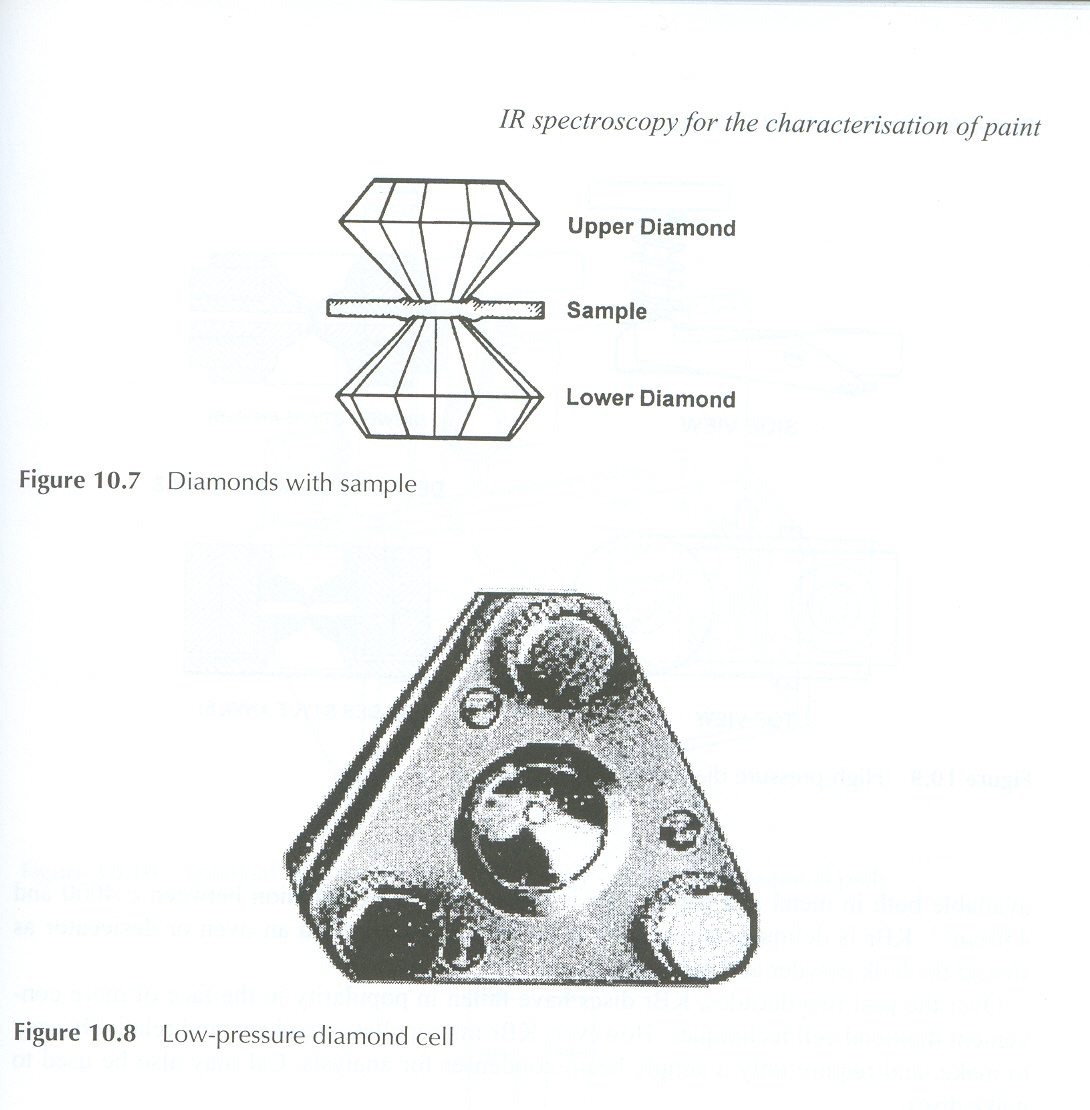 IR spectroscopy for the characterisation of paint
Upper Diamond
Sample
Lower Diamond
Figure 10.7 Diamonds with sample
Figure 10.8 Low-pressure diamond cell